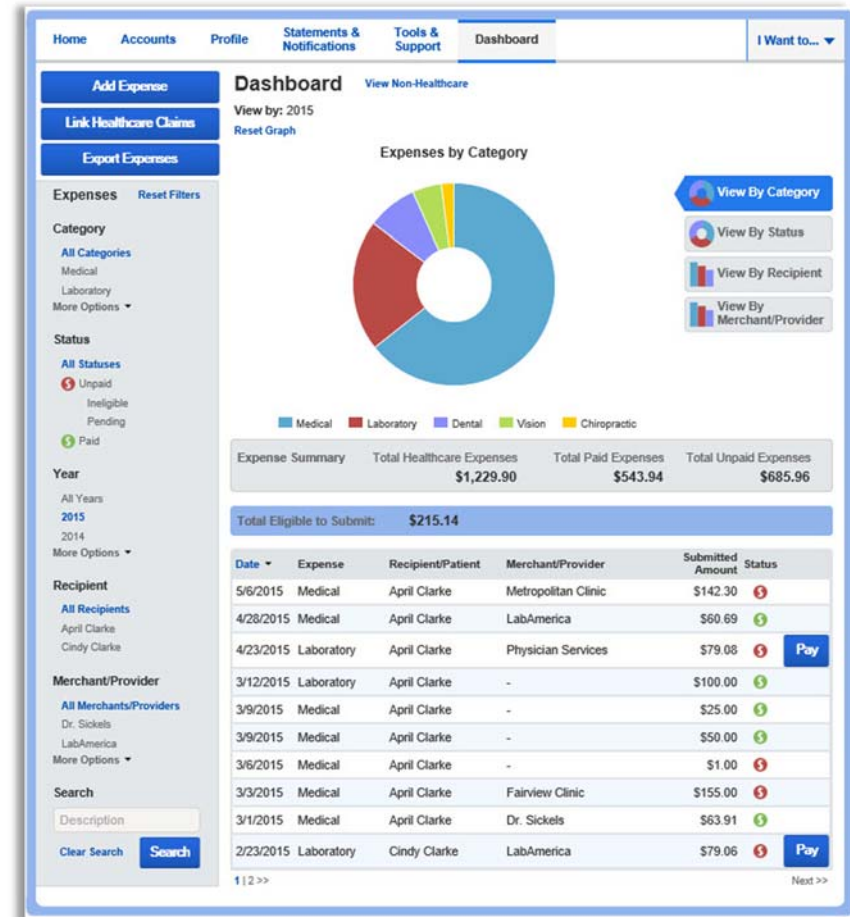 Home Accounts Profile Statements & Notifications Tools & Support Dashboard I Want to...
Add Expense
Link Healthcare Claims
Export Expenses
Expenses Reset Filters
Category
All Categories
Medical
Laboratory
More Options
Status
All Statuses
Unpaid
Ineligible
Pending
Paid
Year
All Years
2015
2014
More Options
Recipient
All Recipients
April Clarke
Cindy Clarke
Merchant/Provider
All Merchants/Providers
Dr. Sickels
LabAmerica
More Options
Search
Description
Clear Search Search
Dashboard View Non-Healthcare
View by: 2015
Reset Graph
Expenses by Category
View By Category
View By Status
View By Recipient
View By
Merchant/Provider
Medical Laboratory Dental Vision Chiropractic
Expense Summary Total Healthcare Expenses Total Paid Expenses Total Unpaid Expenses
$1,229.90 $543.94 $685.96
Total Eligible to Submit: $215.14
Date Expense Recipient/Patient Merchant/Provider Submitted Amount Status
5/6/2015 Medical April Clarke Metropolitan Clinic $142.30
4/28/2015 Medical April Clarke LabAmerica $60.69
4/23/2015 Laboratory April Clarke Physician Services $79.08 Pay
3/12/2015 Laboratory April Clarke - $100.00
3/9/2015 Medical April Clarke - $25.00
3/9/2015 Medical April Clarke - $50.00
3/6/2015 Medical April Clarke - $1.00
3/3/2015 Medical April Clarke Fairview Clinic $155.00
3/1/2015 Medical April Clarke Dr. Sickels $63.91
2/23/2015 Laboratory Cindy Clarke LabAmerica $79.06 Pay
1 | 2 >> Next >>